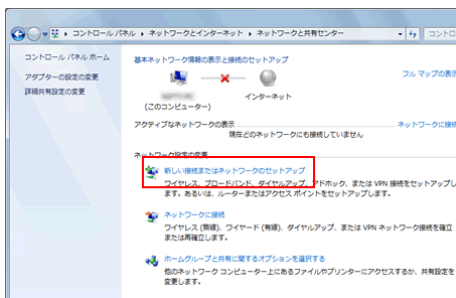 コントロール パネル ▸ ネットワークとインターネット ▸ ネットワークと共有センター
コントロ
コントロール パネル ホーム
アダプターの設定の変更
詳細共有設定の変更
基本ネットワーク情報の表示と接続のセットアップ
フル マップの表示
(このコンピューター)
インターネット
アクティブなネットワークの表示
ネットワークに接続
現在どのネットワークにも接続していません
ネットワーク設定の変更
新しい接続またはネットワークのセットアップ
ワイヤレス、ブロードバンド、ダイヤルアップ、アドホック、または VPN 接続をセットアップし
ます。あるいは、ルーターまたはアクセス ポイントをセットアップします。
ネットワークに接続
ワイヤレス (無線)、ワイヤード (有線)、ダイヤルアップ、または VPN ネットワーク接続を確立
または再確立します。
ホームグループと共有に関するオプションを選択する
他のネットワーク コンピューター上にあるファイルやプリンターにアクセスするか、共有設定を
変更します。